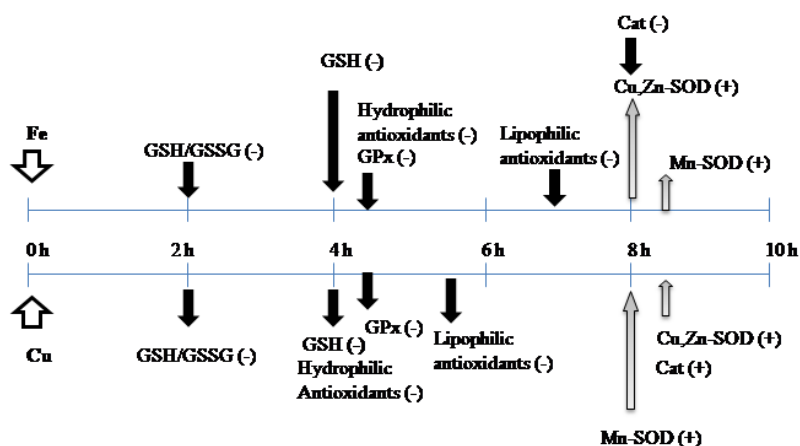 Cat (-)
GSH (-)
Cu,Zn-SOD (+)
Hydrophilic
antioxidants (-)
GPx (-)
Lipophilic
antioxidants (-)
Fe
GSH/GSSG (-)
Mn-SOD (+)
0h 2h 4h 6h 8h 10h
GPx (-)
Cu
GSH/GSSG (-)
GSH (-)
Hydrophilic
Antioxidants (-)
Lipophilic
antioxidants (-)
Cu,Zn-SOD (+)
Cat (+)
Mn-SOD (+)